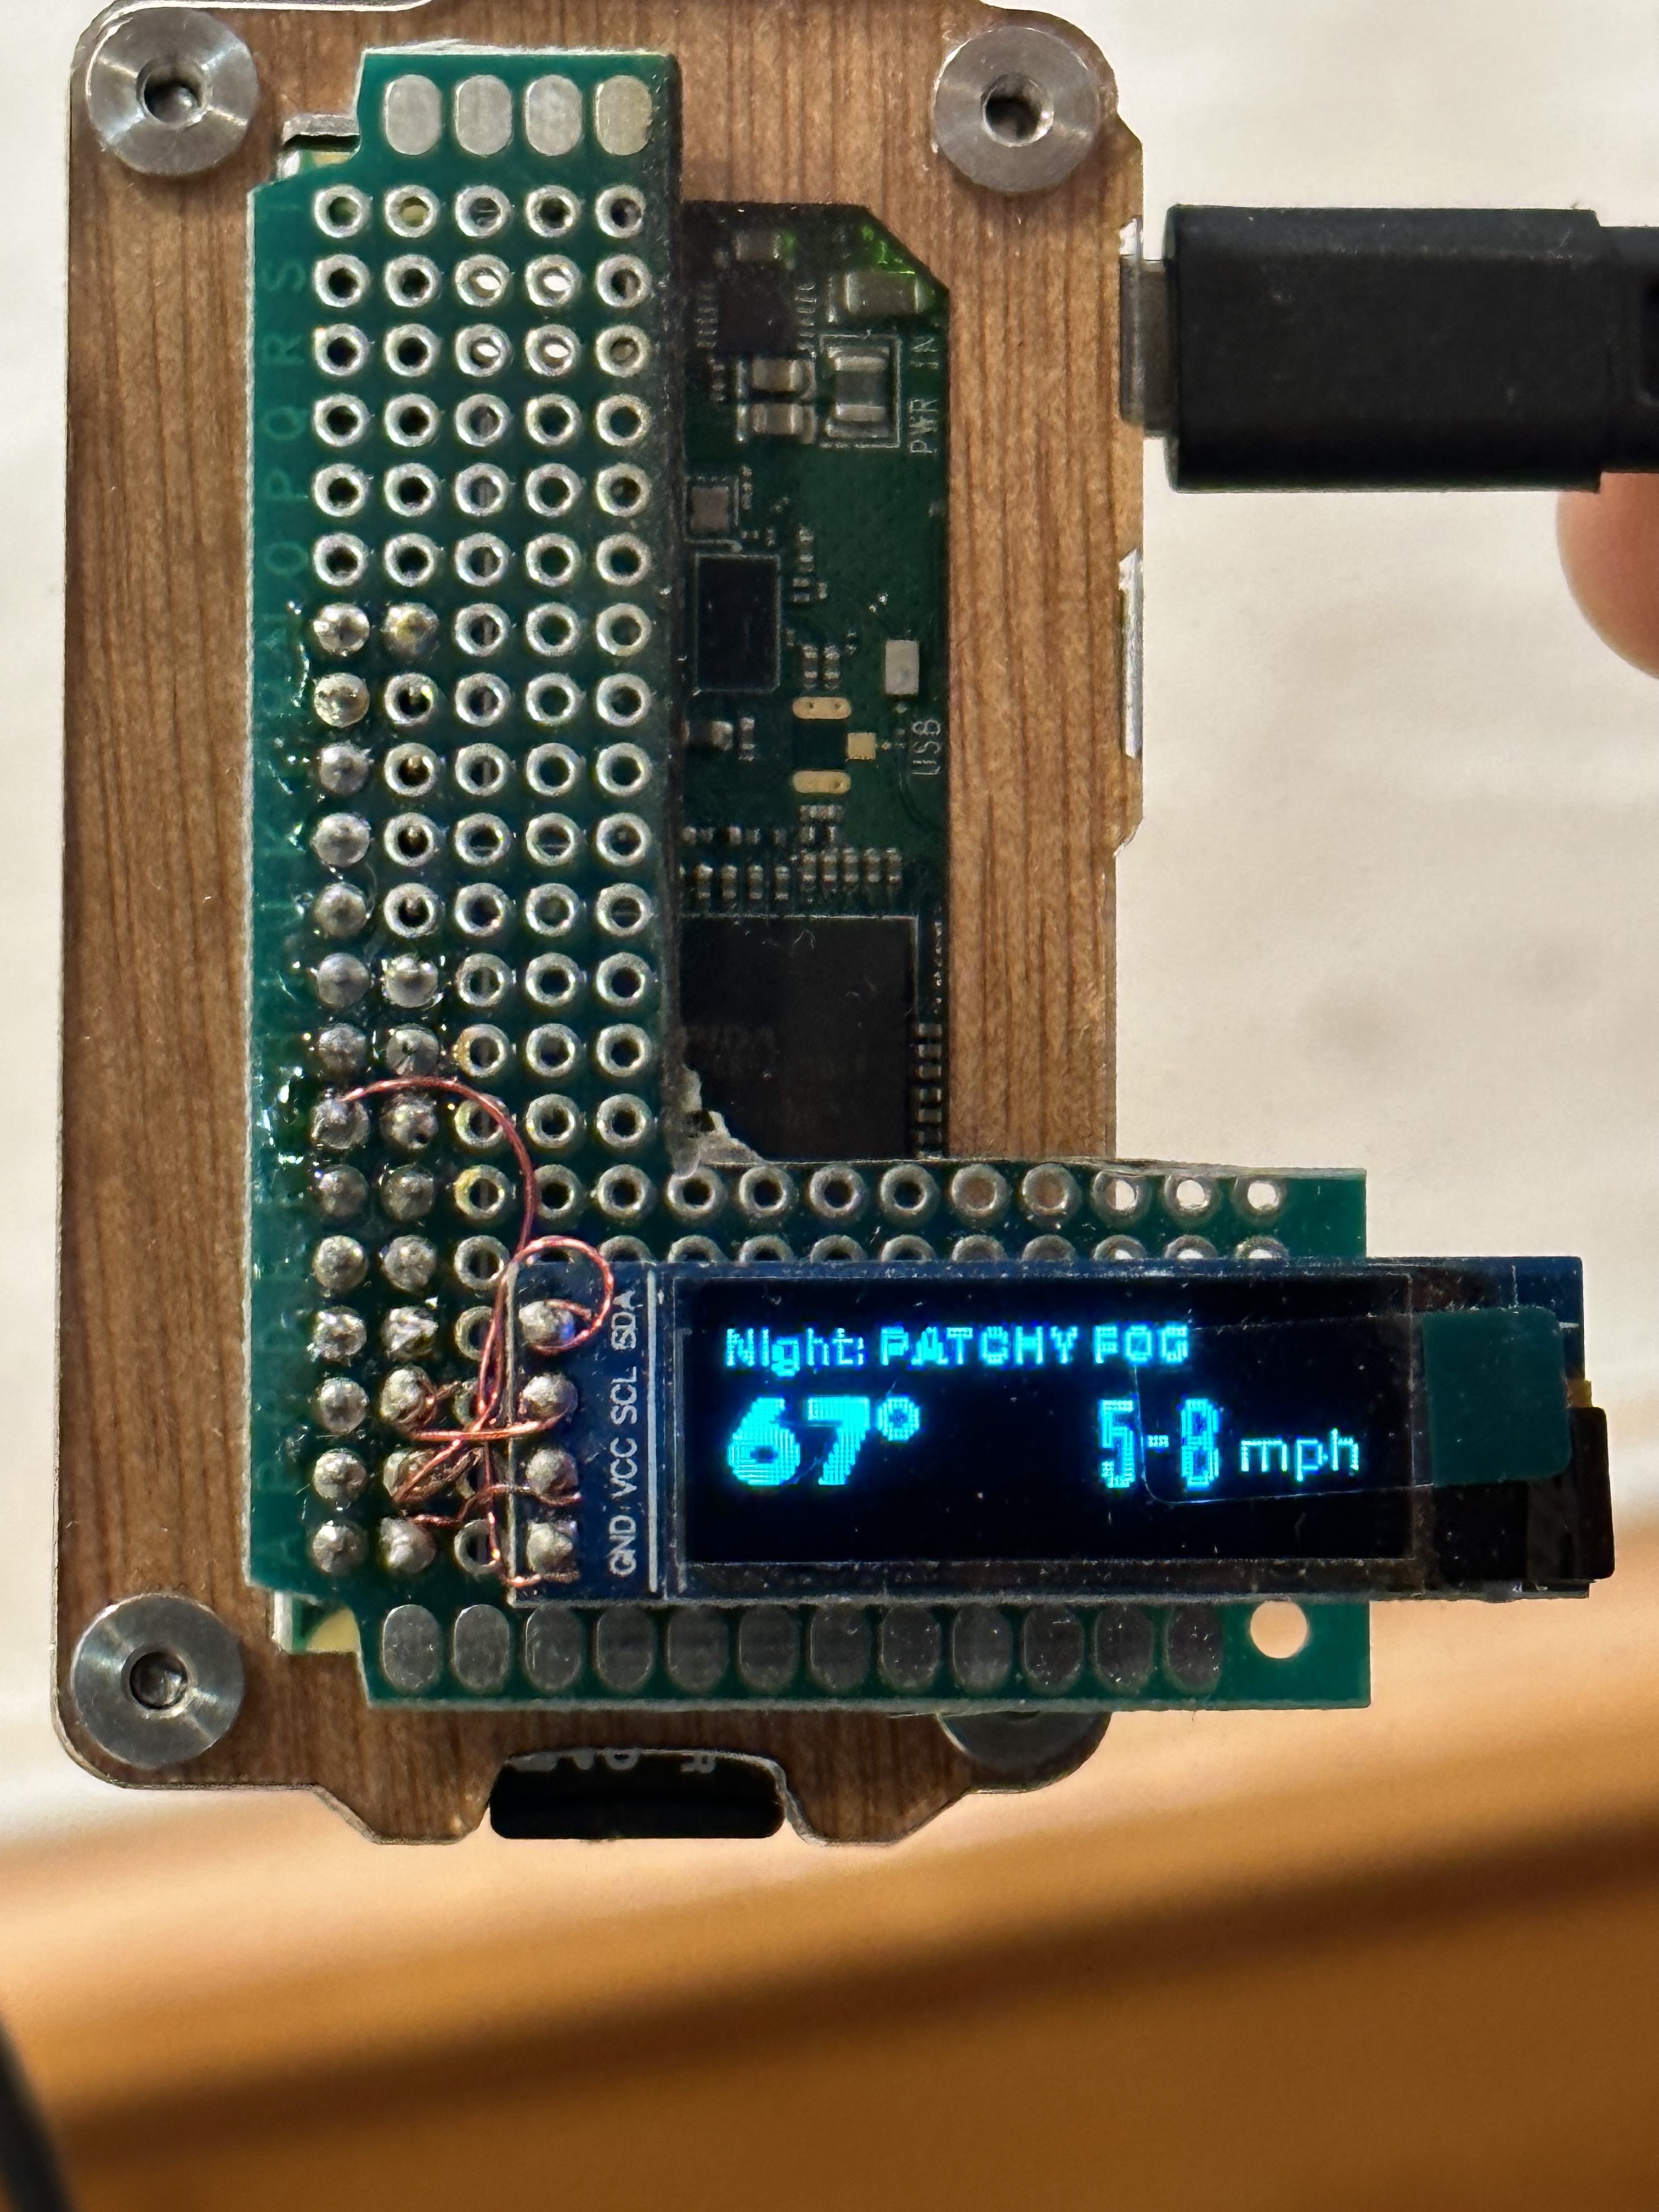 S
R
Q
P
O
PWR IN
USB
A
GND VCC SCL SDA
Night: PATCHY FOG
67° 5-8 mph